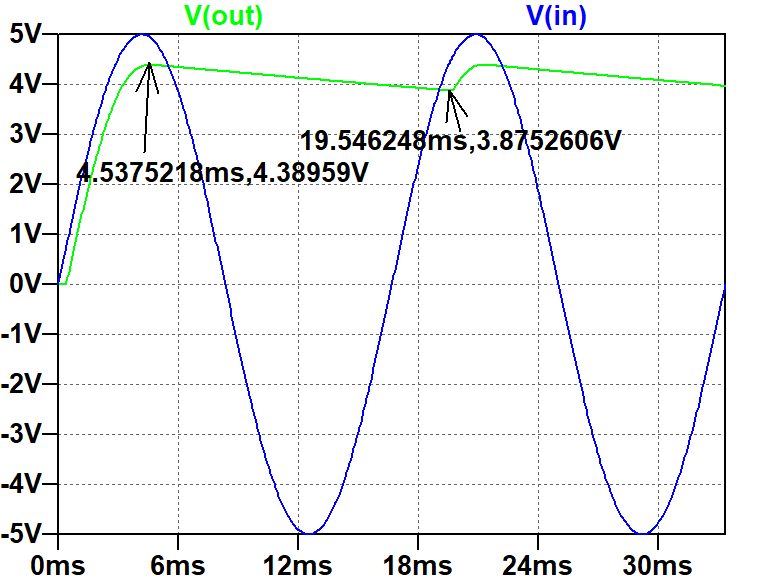 V(out) V(in)
5V
4V
3V
2V
1V
0V
-1V
-2V
-3V
-4V
-5V
19.546248ms,3.8752606V
4.5375218ms,4.38959V
0ms 6ms 12ms 18ms 24ms 30ms